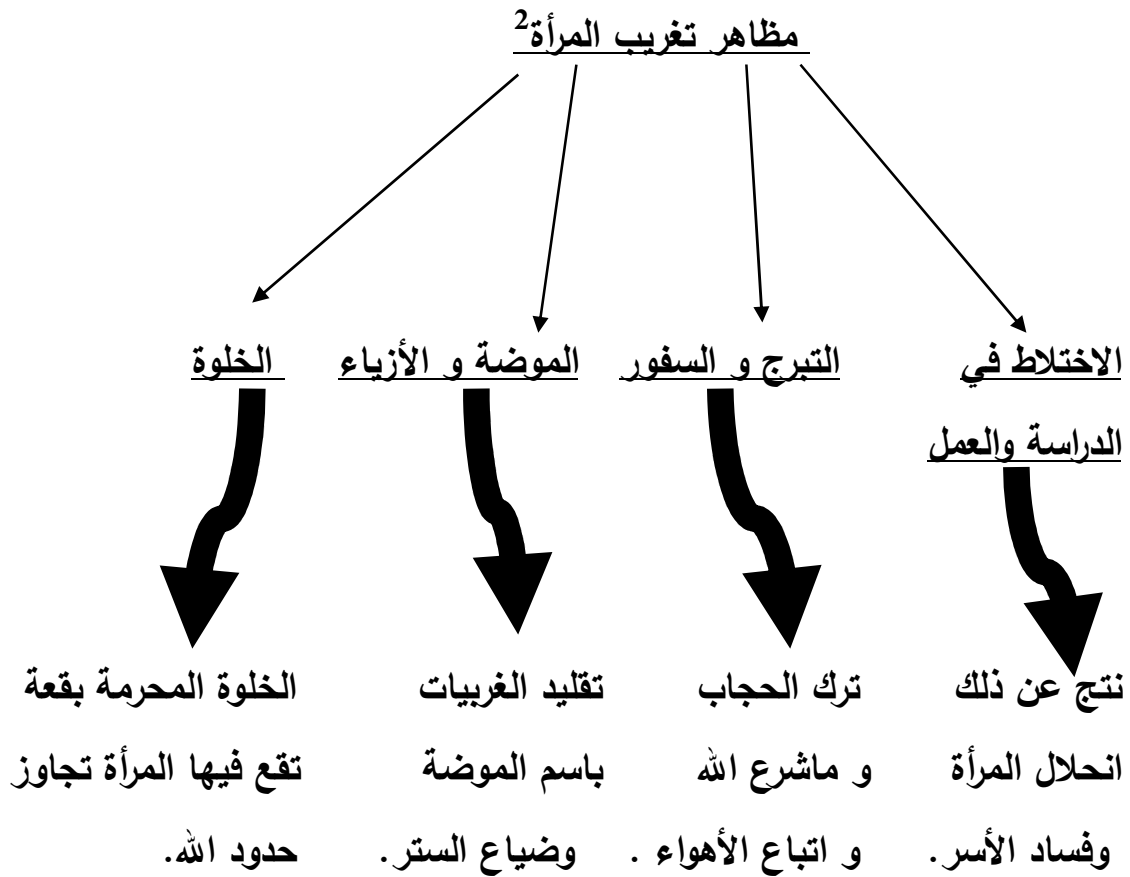 مظاهر تغريب المرأة²
الاختلاط في
الدراسة والعمل
التبرج و السفور
الموضة و الأزياء
الخلوة
نتج عن ذلك
انحلال المرأة
وفساد الأسر.
ترك الحجاب
و ماشرع الله
و اتباع الأهواء .
تقليد الغربيات
باسم الموضة
وضياع الستر.
الخلوة المحرمة بقعة
تقع فيها المرأة تجاوز
حدود الله.